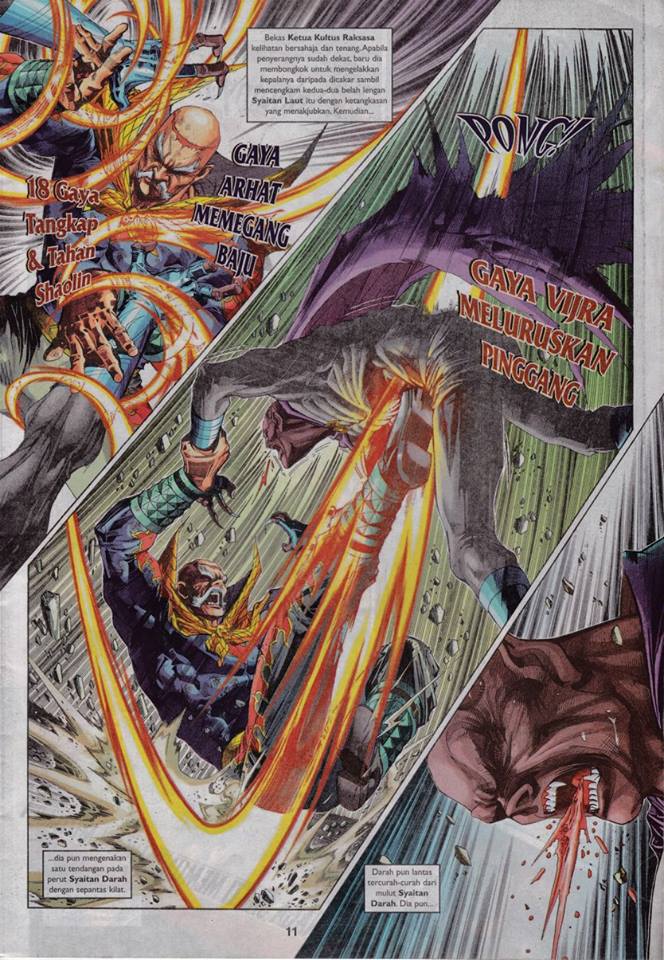 Bekas Ketua Kultus Raksasa
kelihatan bersahaja dan tenang. Apabila
penyerangnya sudah dekat, baru dia
membongkok untuk mengelakkan
kepalanya daripada dicakar sambil
mencengkam kedua-dua belah lengan
Syaitan Laut itu dengan ketangkasan
yang menakjubkan. Kemudian...
18 Gaya
Tangkap
& Tahan
Shaolin
GAYA
ARHAT
MEMEGANG
BAJU
PONG!
GAYA VIJRA
MELURUSKAN
PINGGANG
...dia pun mengenakan
satu tendangan pada
perut Syaitan Darah
dengan sepantas kilat.
Darah pun lantas
tercurah-curah dari
mulut Syaitan
Darah. Dia pun...
11